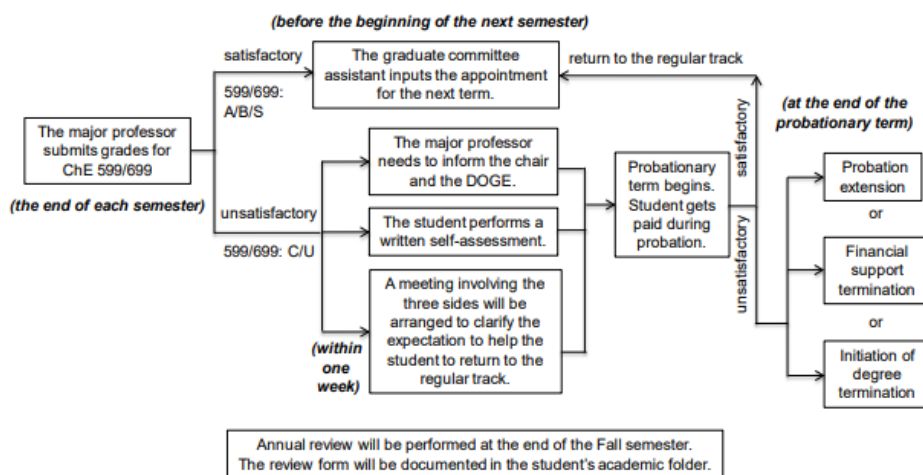 (before the beginning of the next semester)
satisfactory
599/699:
A/B/S
The graduate committee
assistant inputs the appointment
for the next term.
return to the regular track
The major professor
submits grades for
ChE 599/699
(the end of each semester)
unsatisfactory
599/699: C/U
The major professor
needs to inform the chair
and the DOGE.
The student performs a
written self-assessment.
A meeting involving the
three sides will be
arranged to clarify the
expectation to help the
student to return to the
regular track.
(within
one
week)
Probationary
term begins.
Student gets
paid during
probation.
satisfactory
unsatisfactory
(at the end of the
probationary term)
Probation
extension
or
Financial
support
termination
or
Initiation of
degree
termination
Annual review will be performed at the end of the Fall semester.
The review form will be documented in the student's academic folder.